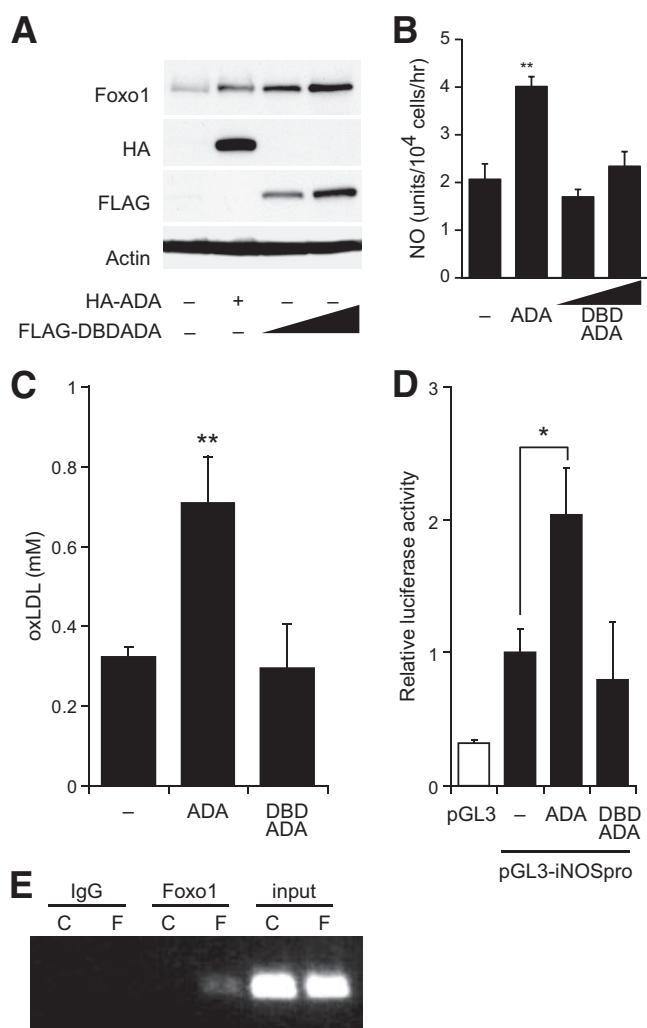 A
Foxo1
HA
FLAG
Actin
HA-ADA – + – –
FLAG-DBDADA – –
B
NO (units/10⁴ cells/hr)
5
4
3
2
1
0
**
– ADA DBD
ADA
C
oxLDL (mM)
1
0.8
0.6
0.4
0.2
0
**
– ADA DBD
ADA
D
Relative luciferase activity
3
2
1
0
*
pGL3 – ADA DBD
ADA
pGL3-iNOSpro
E
IgG Foxo1 input
C F C F C F